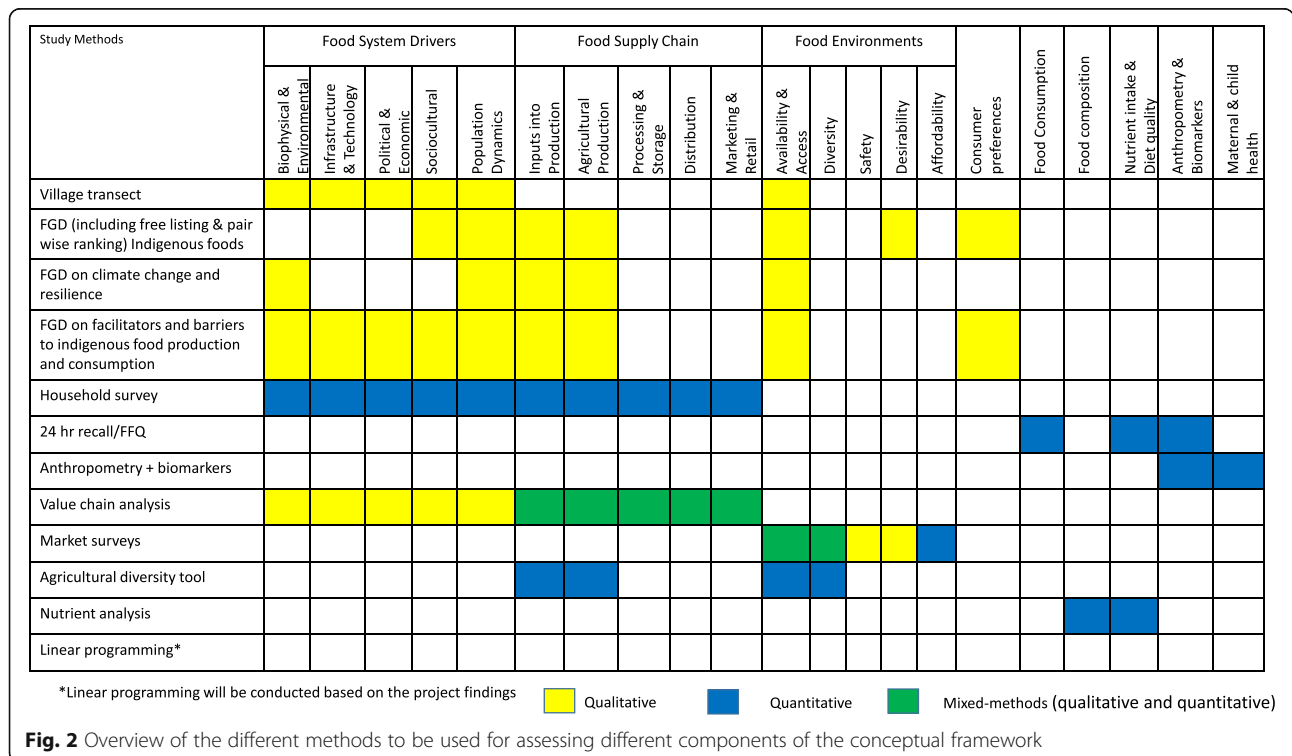 Study Methods
Food System Drivers
Food Supply Chain
Food Environments
Biophysical &
Environmental
Infrastructure
& Technology
Political &
Economic
Sociocultural
Population
Dynamics
Inputs into
Production
Agricultural
Production
Processing &
Storage
Distribution
Marketing &
Retail
Availability &
Access
Diversity
Safety
Desirability
Affordability
Consumer
preferences
Food Consumption
Food composition
Nutrient intake &
Diet quality
Anthropometry &
Biomarkers
Maternal & child
health
Village transect
FGD (including free listing & pair
wise ranking) Indigenous foods
FGD on climate change and
resilience
FGD on facilitators and barriers
to indigenous food production
and consumption
Household survey
24 hr recall/FFQ
Anthropometry + biomarkers
Value chain analysis
Market surveys
Agricultural diversity tool
Nutrient analysis
Linear programming*
*Linear programming will be conducted based on the project findings
Qualitative
Quantitative
Mixed-methods (qualitative and quantitative)
Fig. 2 Overview of the different methods to be used for assessing different components of the conceptual framework